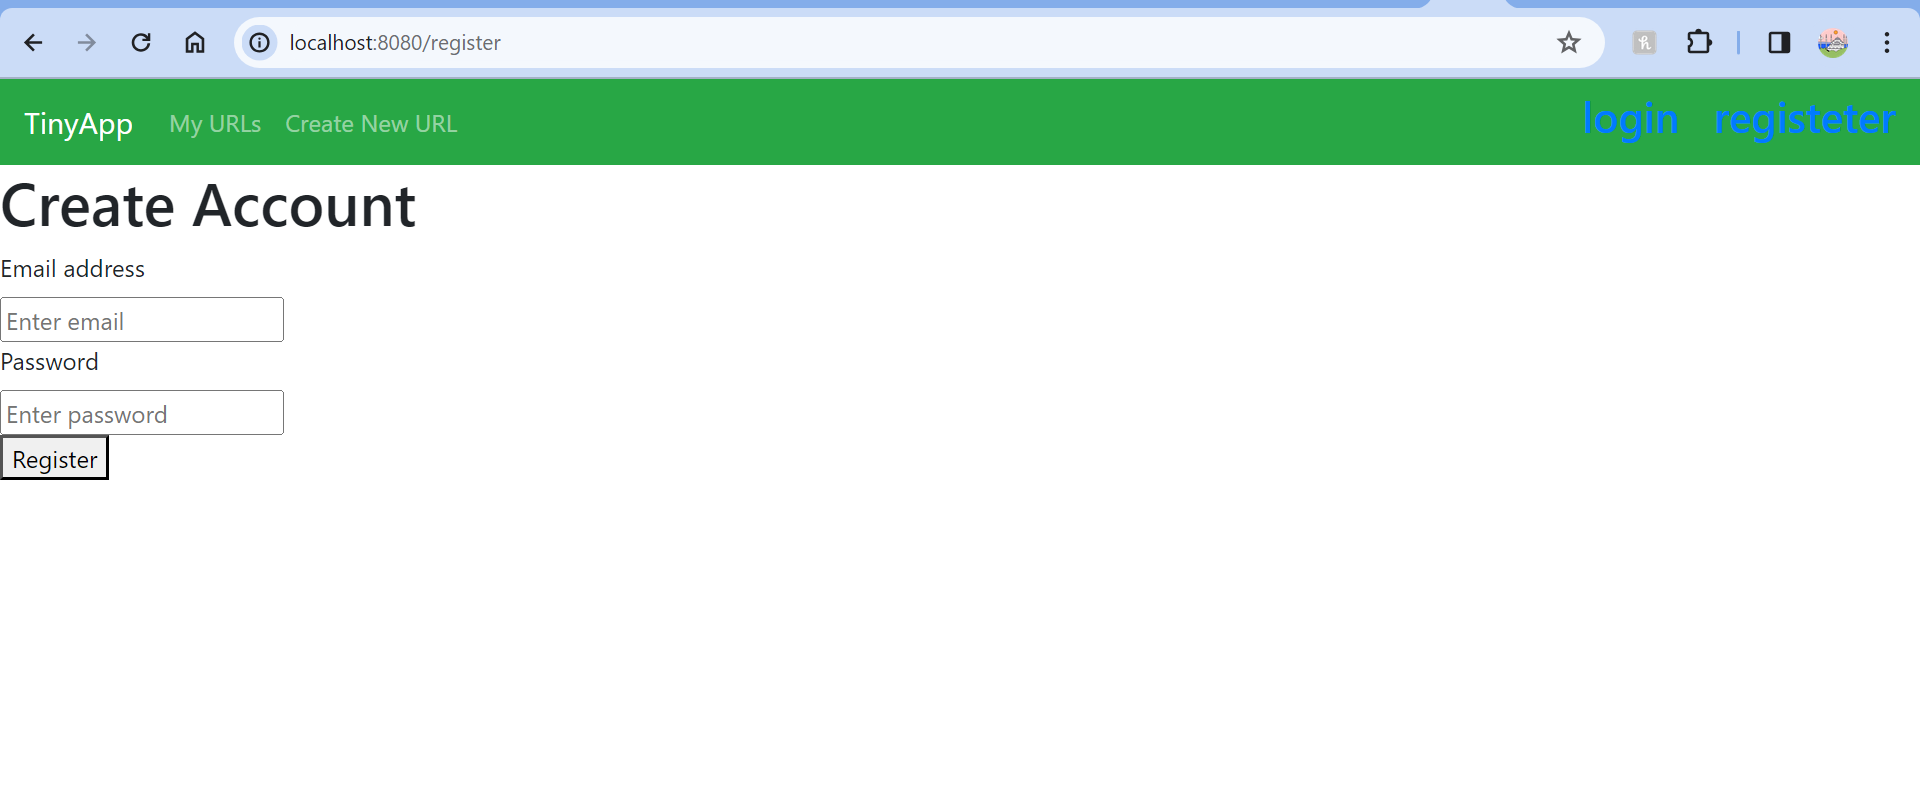 localhost:8080/register
TinyApp My URLs Create New URL login registeter
Create Account
Email address
Enter email
Password
Enter password
Register